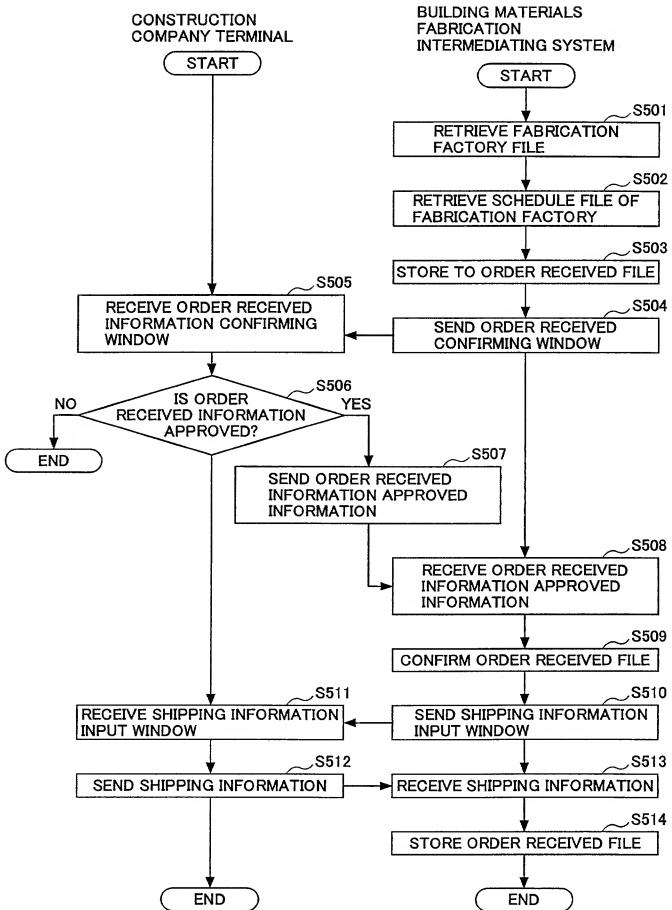 CONSTRUCTION
COMPANY TERMINAL
BUILDING MATERIALS
FABRICATION
INTERMEDIATING SYSTEM
START
START
S501
RETRIEVE FABRICATION
FACTORY FILE
S502
RETRIEVE SCHEDULE FILE OF
FABRICATION FACTORY
S503
STORE TO ORDER RECEIVED FILE
S505
RECEIVE ORDER RECEIVED
INFORMATION CONFIRMING
WINDOW
S504
SEND ORDER RECEIVED
CONFIRMING WINDOW
S506
IS ORDER
RECEIVED INFORMATION
APPROVED?
NO
YES
END
S507
SEND ORDER RECEIVED
INFORMATION APPROVED
INFORMATION
S508
RECEIVE ORDER RECEIVED
INFORMATION APPROVED
INFORMATION
S509
CONFIRM ORDER RECEIVED FILE
S511
RECEIVE SHIPPING INFORMATION
INPUT WINDOW
S510
SEND SHIPPING INFORMATION
INPUT WINDOW
S512
SEND SHIPPING INFORMATION
S513
RECEIVE SHIPPING INFORMATION
S514
STORE ORDER RECEIVED FILE
END
END